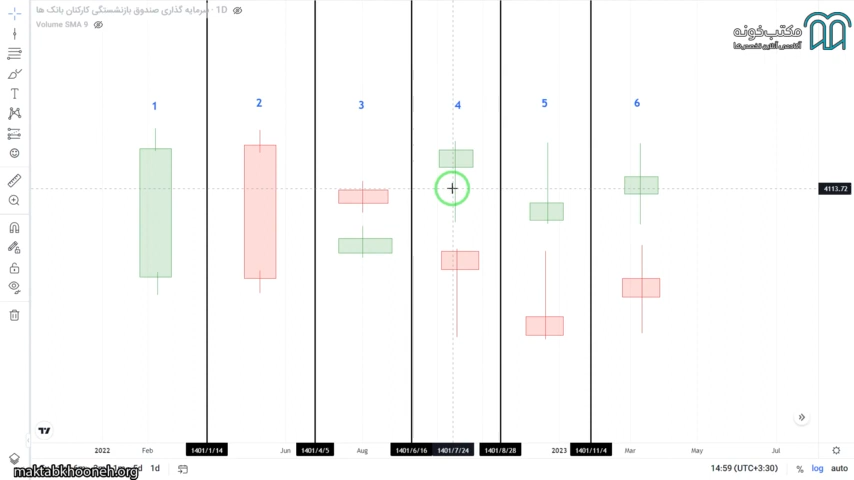 سرمایه گذاری صندوق بازنشستگی کارکنان بانک ها · 1D
Volume SMA 9
مکتب‌خونه
آکادمی آنلاین تخصص‌ها
1 2 3 4 5 6
4113.72
2022 Feb 1401/1/14 Jun 1401/4/5 Aug 1401/6/16 1401/7/24 1401/8/28 2023 1401/11/4 Mar May Jul
1d 14:59 (UTC+3:30) % log auto
maktabkhooneh.org